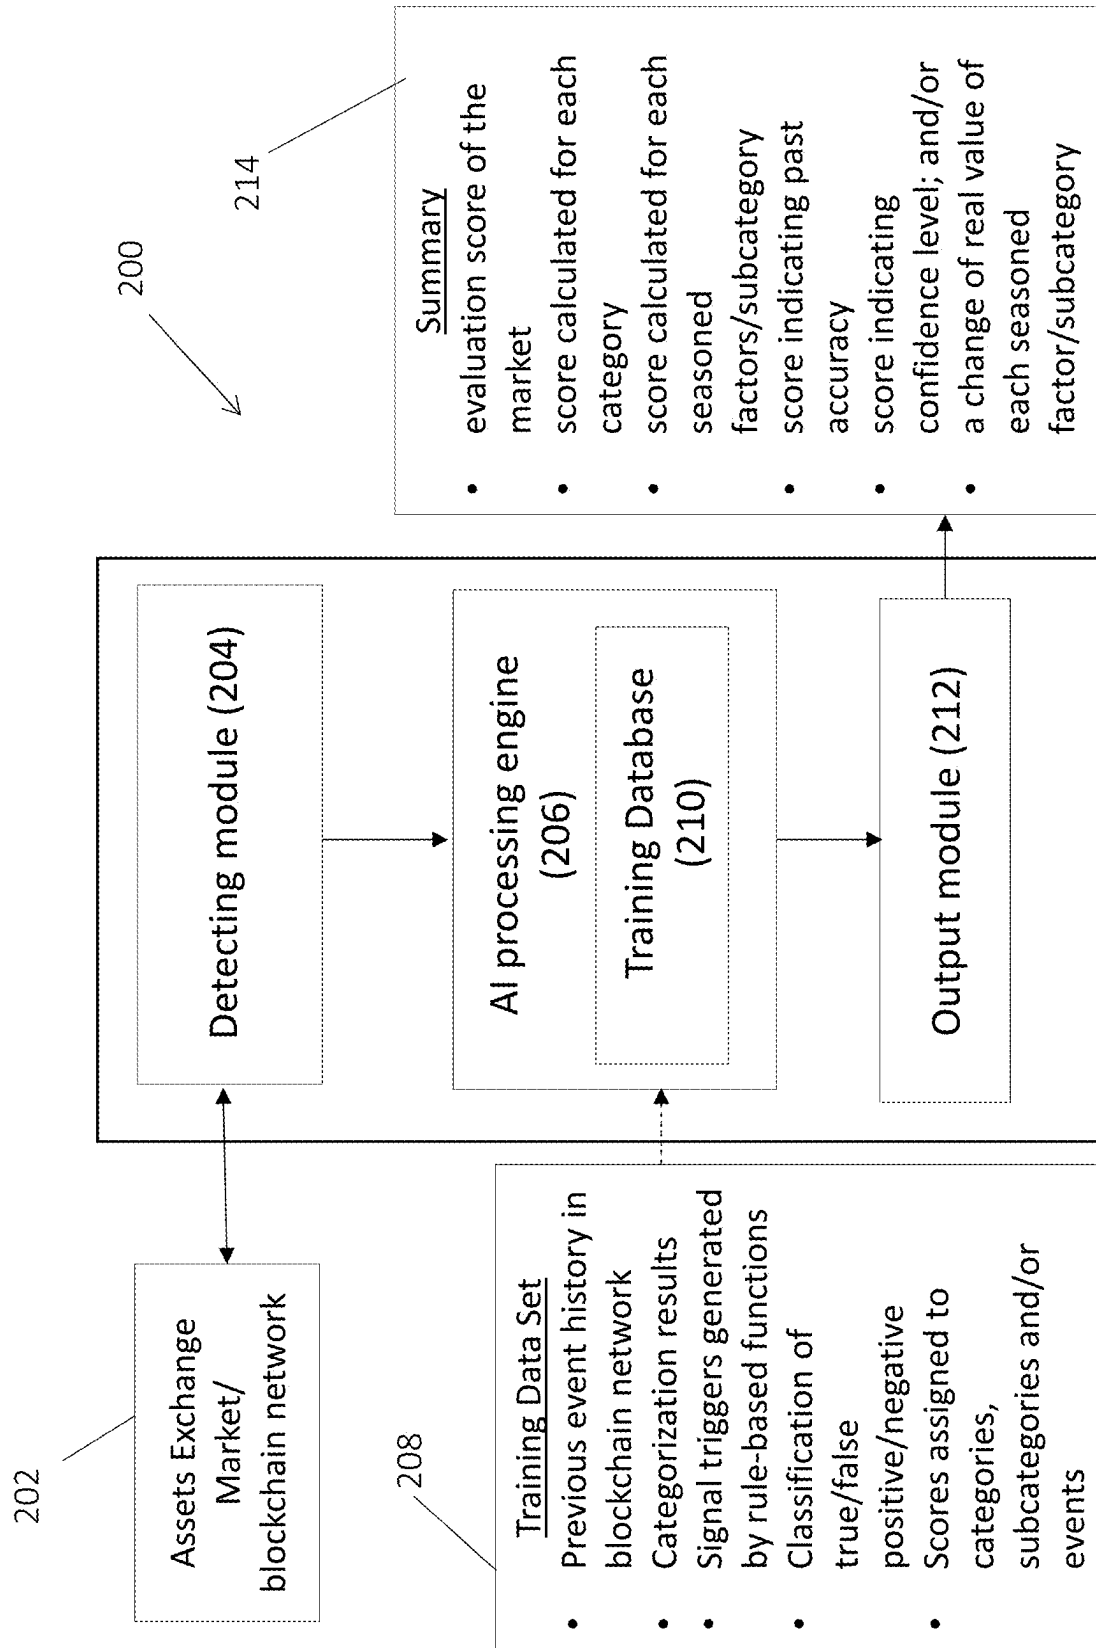 200
202
Assets Exchange
Market/
blockchain network
208
Training Data Set
• Previous event history in
blockchain network
• Categorization results
• Signal triggers generated
by rule-based functions
• Classification of
true/false
positive/negative
• Scores assigned to
categories,
subcategories and/or
events
Detecting module (204)
AI processing engine
(206)
Training Database
(210)
Output module (212)
214
Summary
• evaluation score of the
market
• score calculated for each
category
• score calculated for each
seasoned
factors/subcategory
• score indicating past
accuracy
• score indicating
confidence level; and/or
• a change of real value of
each seasoned
factor/subcategory